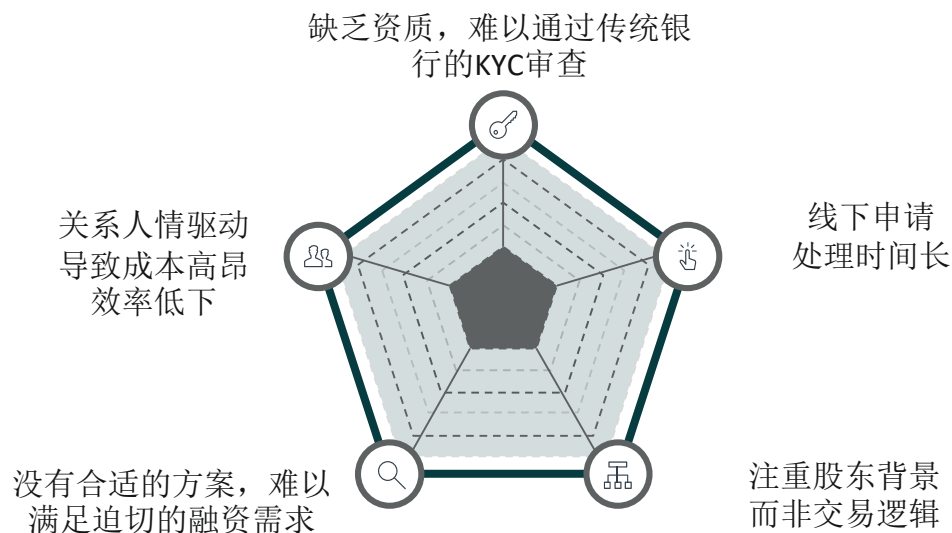 缺乏资质，难以通过传统银
行的KYC审查
关系人情驱动
导致成本高昂
效率低下
线下申请
处理时间长
没有合适的方案，难以
满足迫切的融资需求
注重股东背景
而非交易逻辑